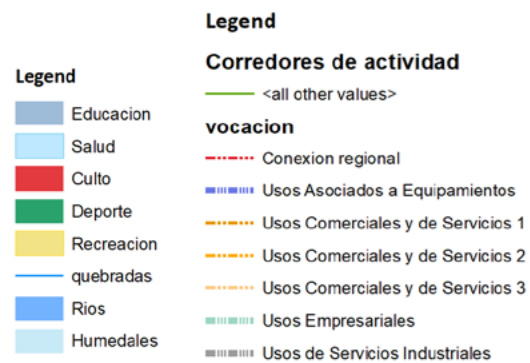 Legend
Educacion
Salud
Culto
Deporte
Recreacion
quebradas
Rios
Humedales
Legend
Corredores de actividad
<all other values>
vocacion
Conexion regional
Usos Asociados a Equipamientos
Usos Comerciales y de Servicios 1
Usos Comerciales y de Servicios 2
Usos Comerciales y de Servicios 3
Usos Empresariales
Usos de Servicios Industriales